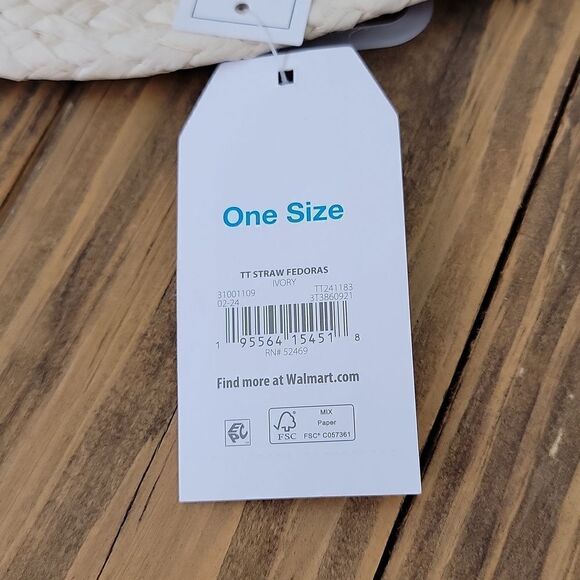 One Size
TT STRAW FEDORAS
IVORY
31001109 TT241183
02-24 3T3860921
1 95564 15451 8
RN# 52469
Find more at Walmart.com
EPC
FSC
MIX
Paper
FSC® C057361